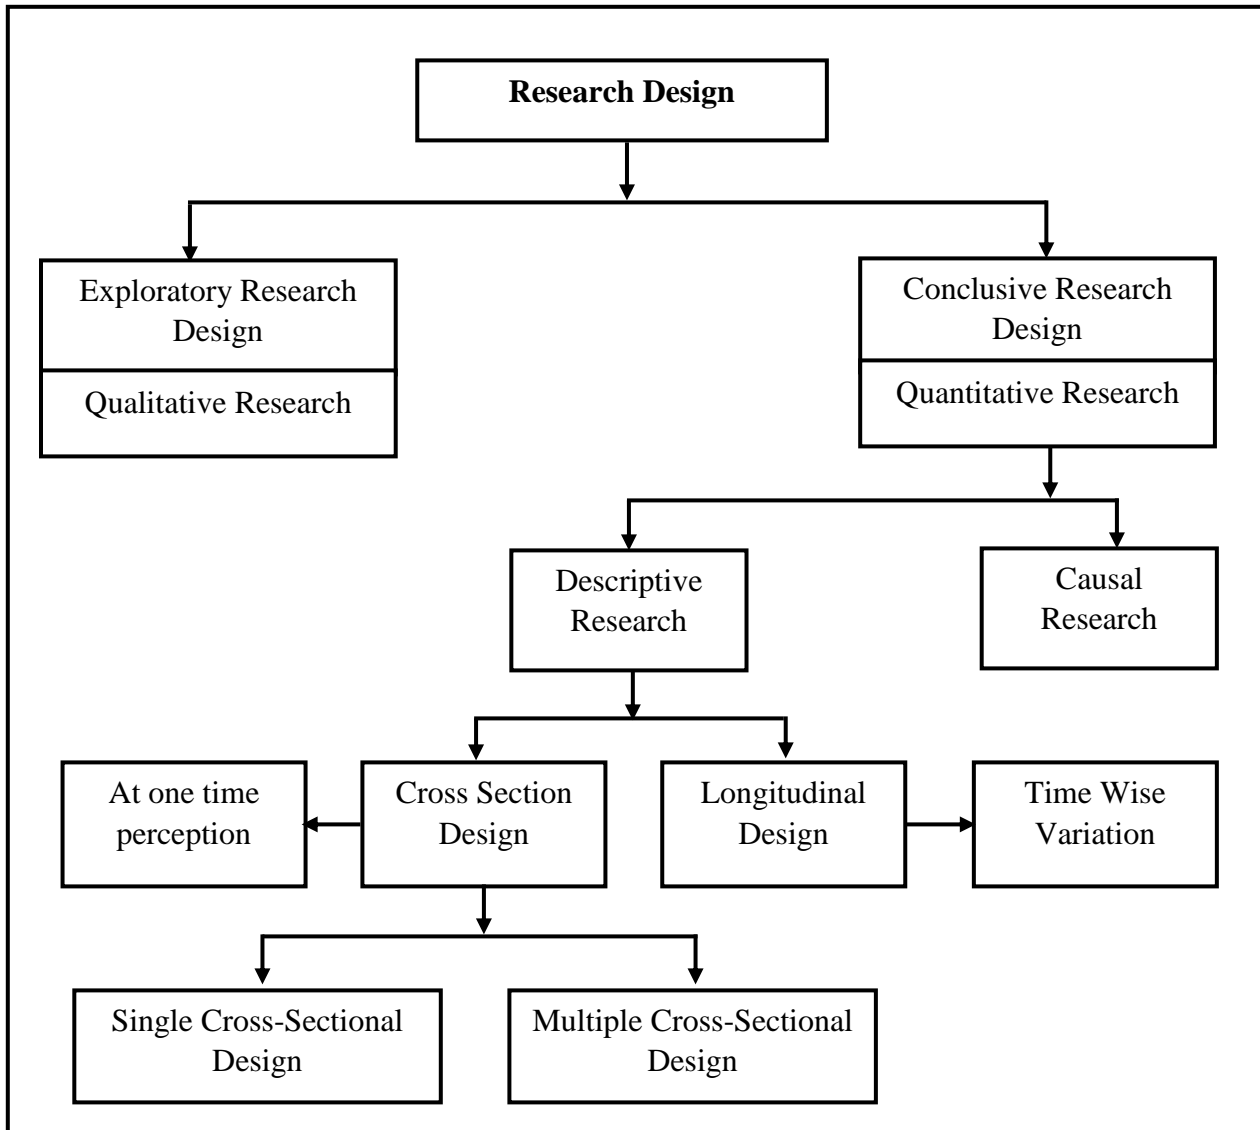 Research Design
Exploratory Research
Design
Qualitative Research
Conclusive Research
Design
Quantitative Research
Descriptive
Research
Causal
Research
At one time
perception
Cross Section
Design
Longitudinal
Design
Time Wise
Variation
Single Cross-Sectional
Design
Multiple Cross-Sectional
Design